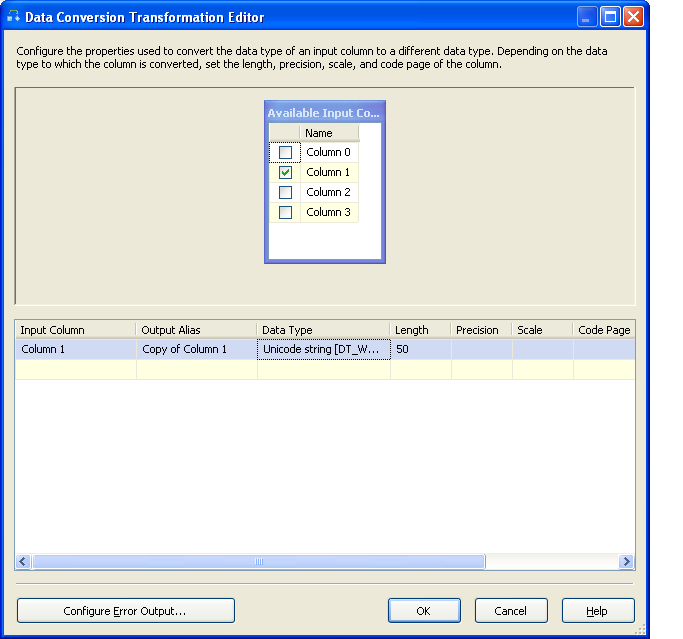 Data Conversion Transformation Editor
Configure the properties used to convert the data type of an input column to a different data type. Depending on the data
type to which the column is converted, set the length, precision, scale, and code page of the column.
Available Input Co...
Name
Column 0
Column 1
Column 2
Column 3
Input Column Output Alias Data Type Length Precision Scale Code Page
Column 1 Copy of Column 1 Unicode string [DT_W... 50
Configure Error Output... OK Cancel Help